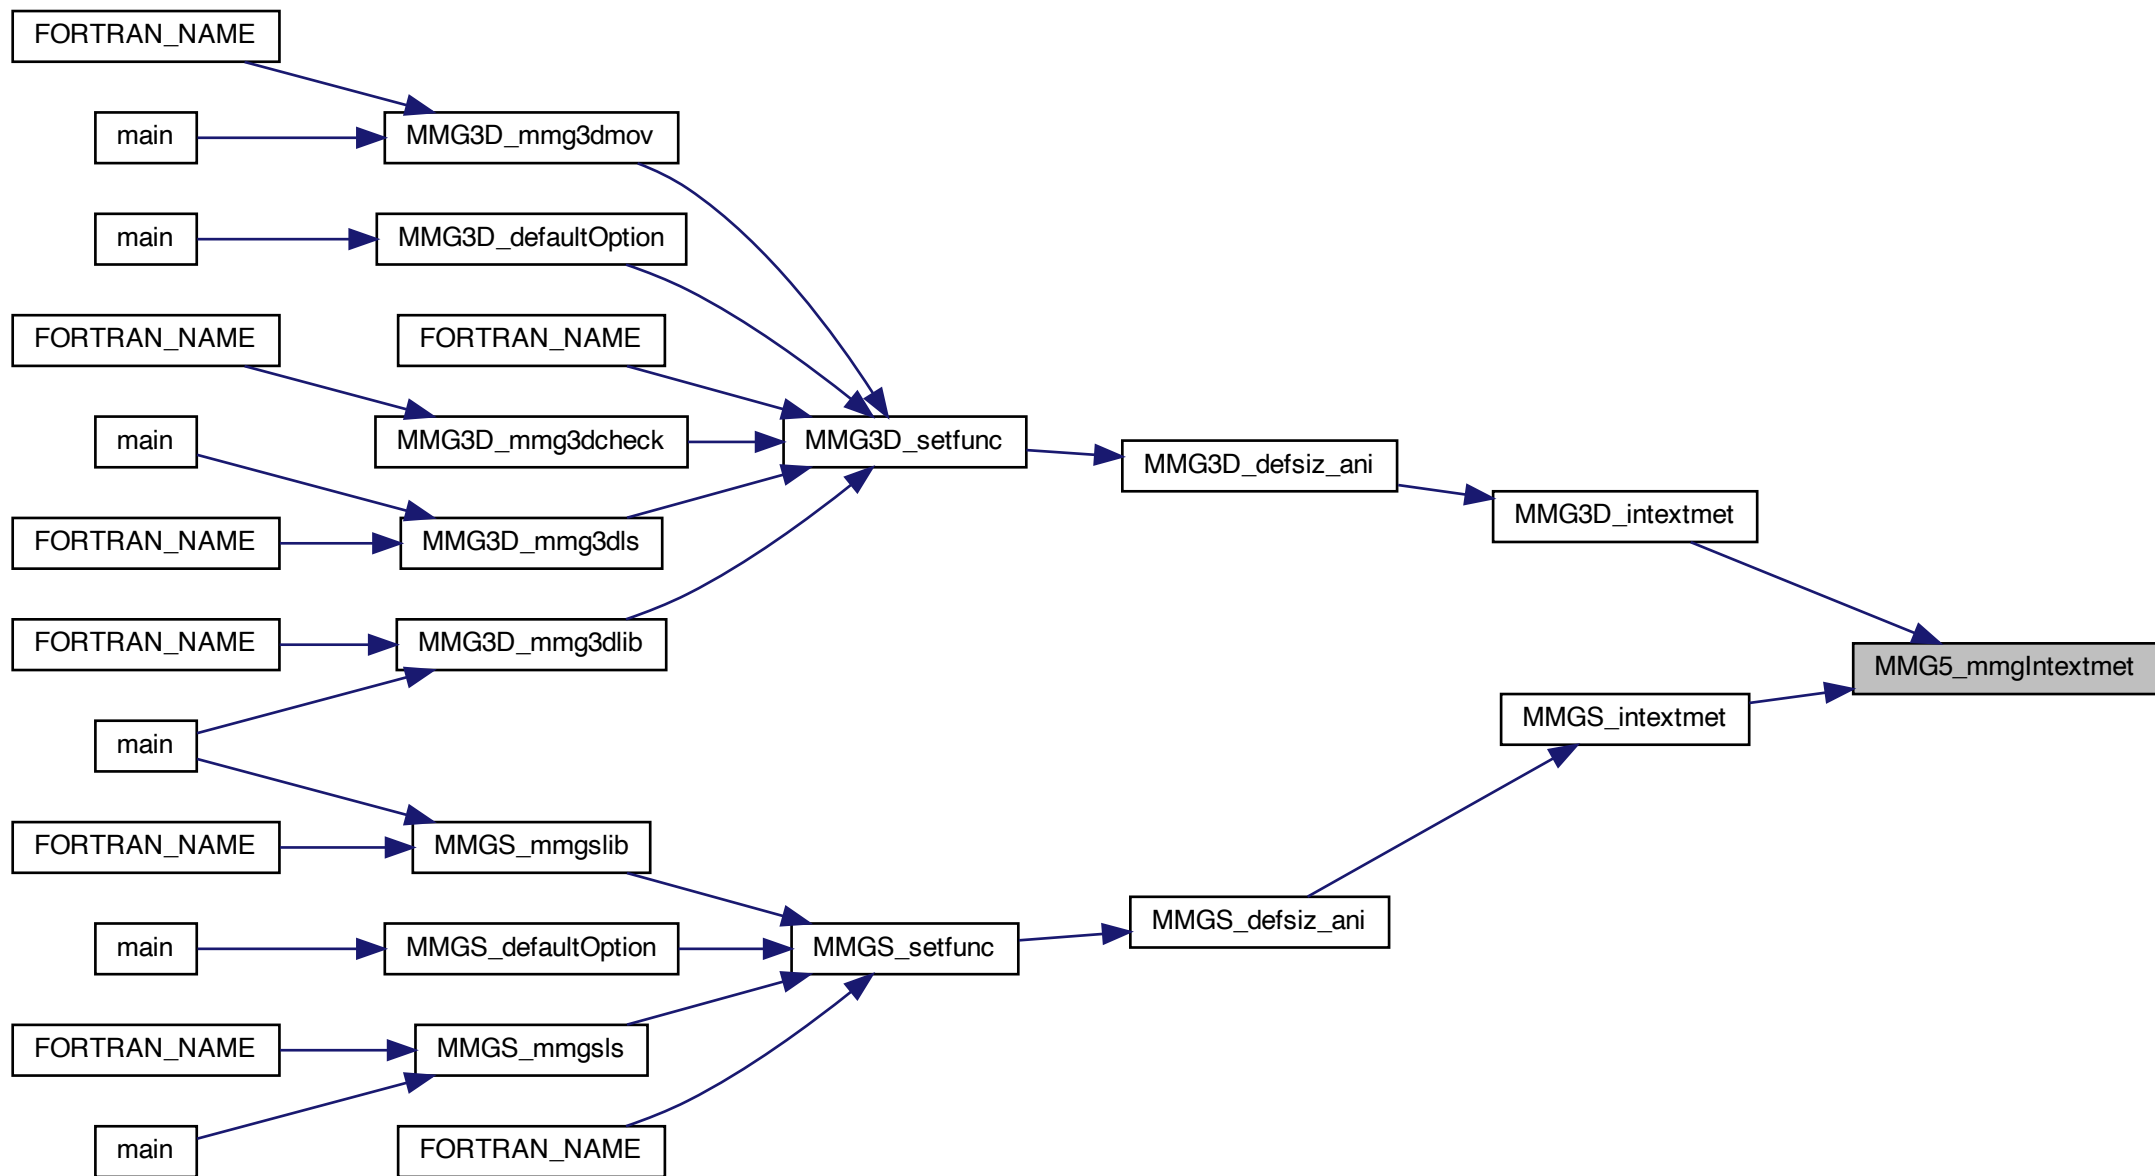 FORTRAN_NAME
main
MMG3D_mmg3dmov
main
MMG3D_defaultOption
FORTRAN_NAME
FORTRAN_NAME
main
MMG3D_mmg3dcheck
MMG3D_setfunc
MMG3D_defsiz_ani
MMG3D_intextmet
FORTRAN_NAME
MMG3D_mmg3dls
FORTRAN_NAME
MMG3D_mmg3dlib
MMG5_mmgIntextmet
main
MMGS_intextmet
FORTRAN_NAME
MMGS_mmgslib
MMGS_defsiz_ani
main
MMGS_defaultOption
MMGS_setfunc
FORTRAN_NAME
MMGS_mmgsls
main
FORTRAN_NAME